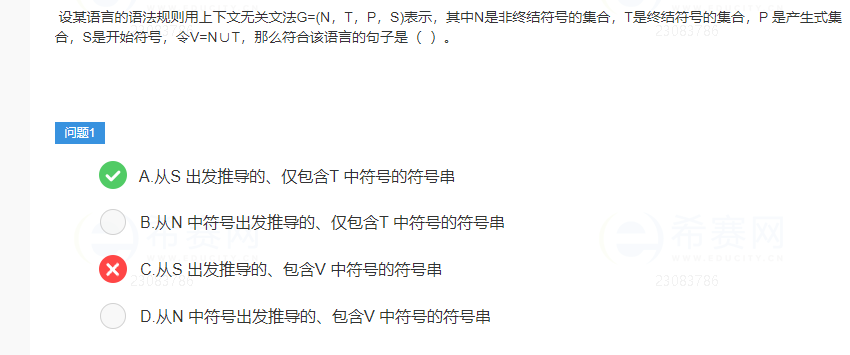 设某语言的语法规则用上下文无关文法G=(N，T，P，S)表示，其中N是非终结符号的集合，T是终结符号的集合，P 是产生式集
合，S是开始符号，令V=N∪T，那么符合该语言的句子是（ ）。
23083786
问题1
A.从S 出发推导的、仅包含T 中符号的符号串
B.从N 中符号出发推导的、仅包含T 中符号的符号串
希赛网
希赛网
WWW.EDUCITY.CN
C.从S 出发推导的、包含V 中符号的符号串
23083786
23083786
D.从N 中符号出发推导的、包含V 中符号的符号串